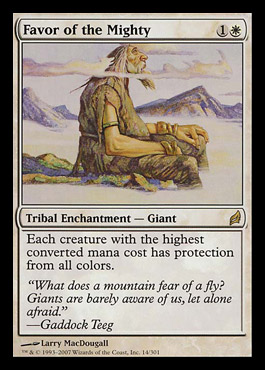 Favor of the Mighty 1
Tribal Enchantment — Giant
Each creature with the highest
converted mana cost has protection
from all colors.
“What does a mountain fear of a fly?
Giants are barely aware of us, let alone
afraid.”
—Gaddock Teeg
Larry MacDougall
™ & © 1993–2007 Wizards of the Coast, Inc. 14/301